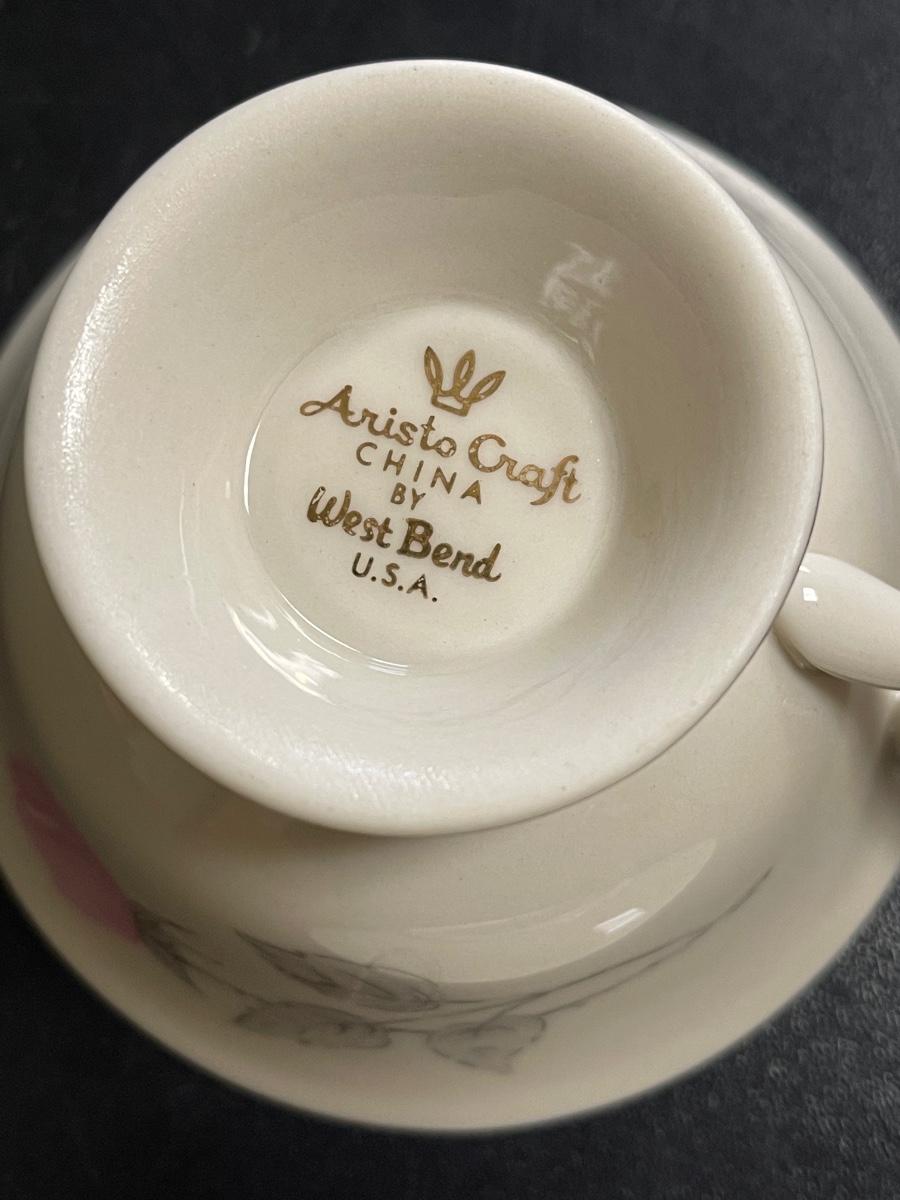 Aristo Craft
CHINA
BY
West Bend
U.S.A.